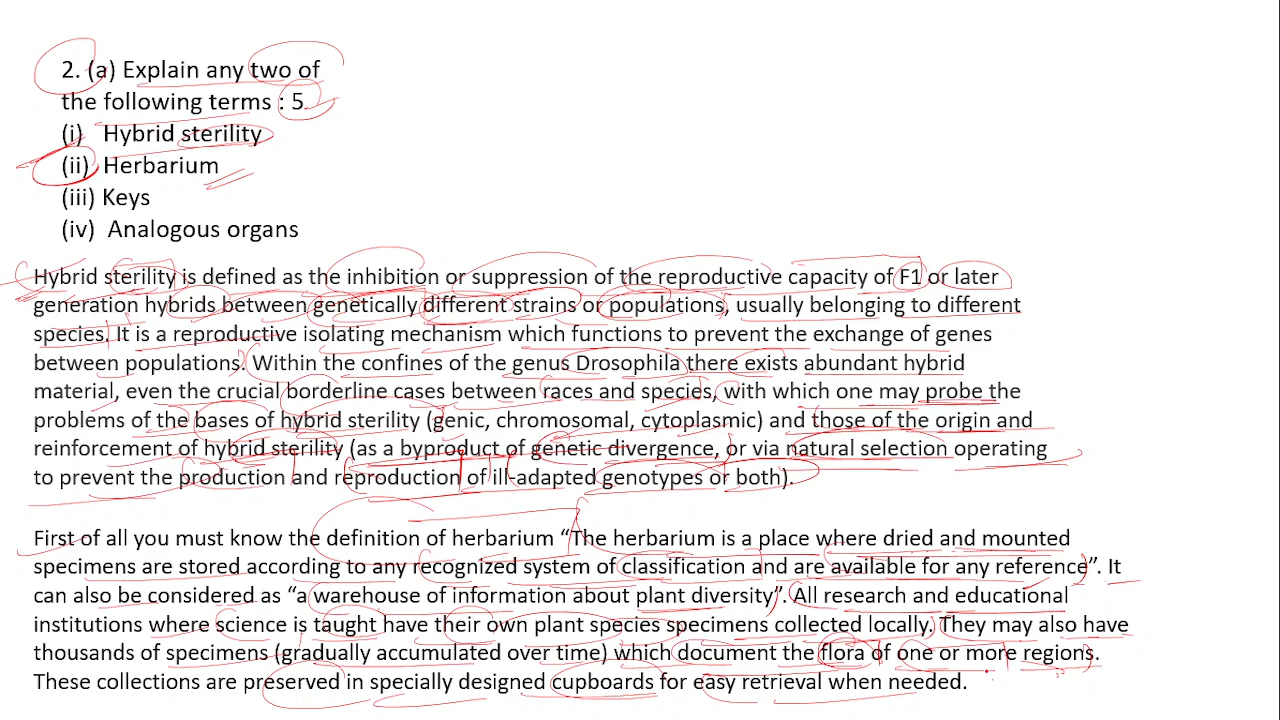 2. (a) Explain any two of
the following terms : 5
(i) Hybrid sterility
(ii) Herbarium
(iii) Keys
(iv) Analogous organs
Hybrid sterility is defined as the inhibition or suppression of the reproductive capacity of F1 or later
generation hybrids between genetically different strains or populations, usually belonging to different
species. It is a reproductive isolating mechanism which functions to prevent the exchange of genes
between populations. Within the confines of the genus Drosophila there exists abundant hybrid
material, even the crucial borderline cases between races and species, with which one may probe the
problems of the bases of hybrid sterility (genic, chromosomal, cytoplasmic) and those of the origin and
reinforcement of hybrid sterility (as a byproduct of genetic divergence, or via natural selection operating
to prevent the production and reproduction of ill-adapted genotypes or both).
First of all you must know the definition of herbarium “The herbarium is a place where dried and mounted
specimens are stored according to any recognized system of classification and are available for any reference”. It
can also be considered as “a warehouse of information about plant diversity”. All research and educational
institutions where science is taught have their own plant species specimens collected locally. They may also have
thousands of specimens (gradually accumulated over time) which document the flora of one or more regions.
These collections are preserved in specially designed cupboards for easy retrieval when needed.